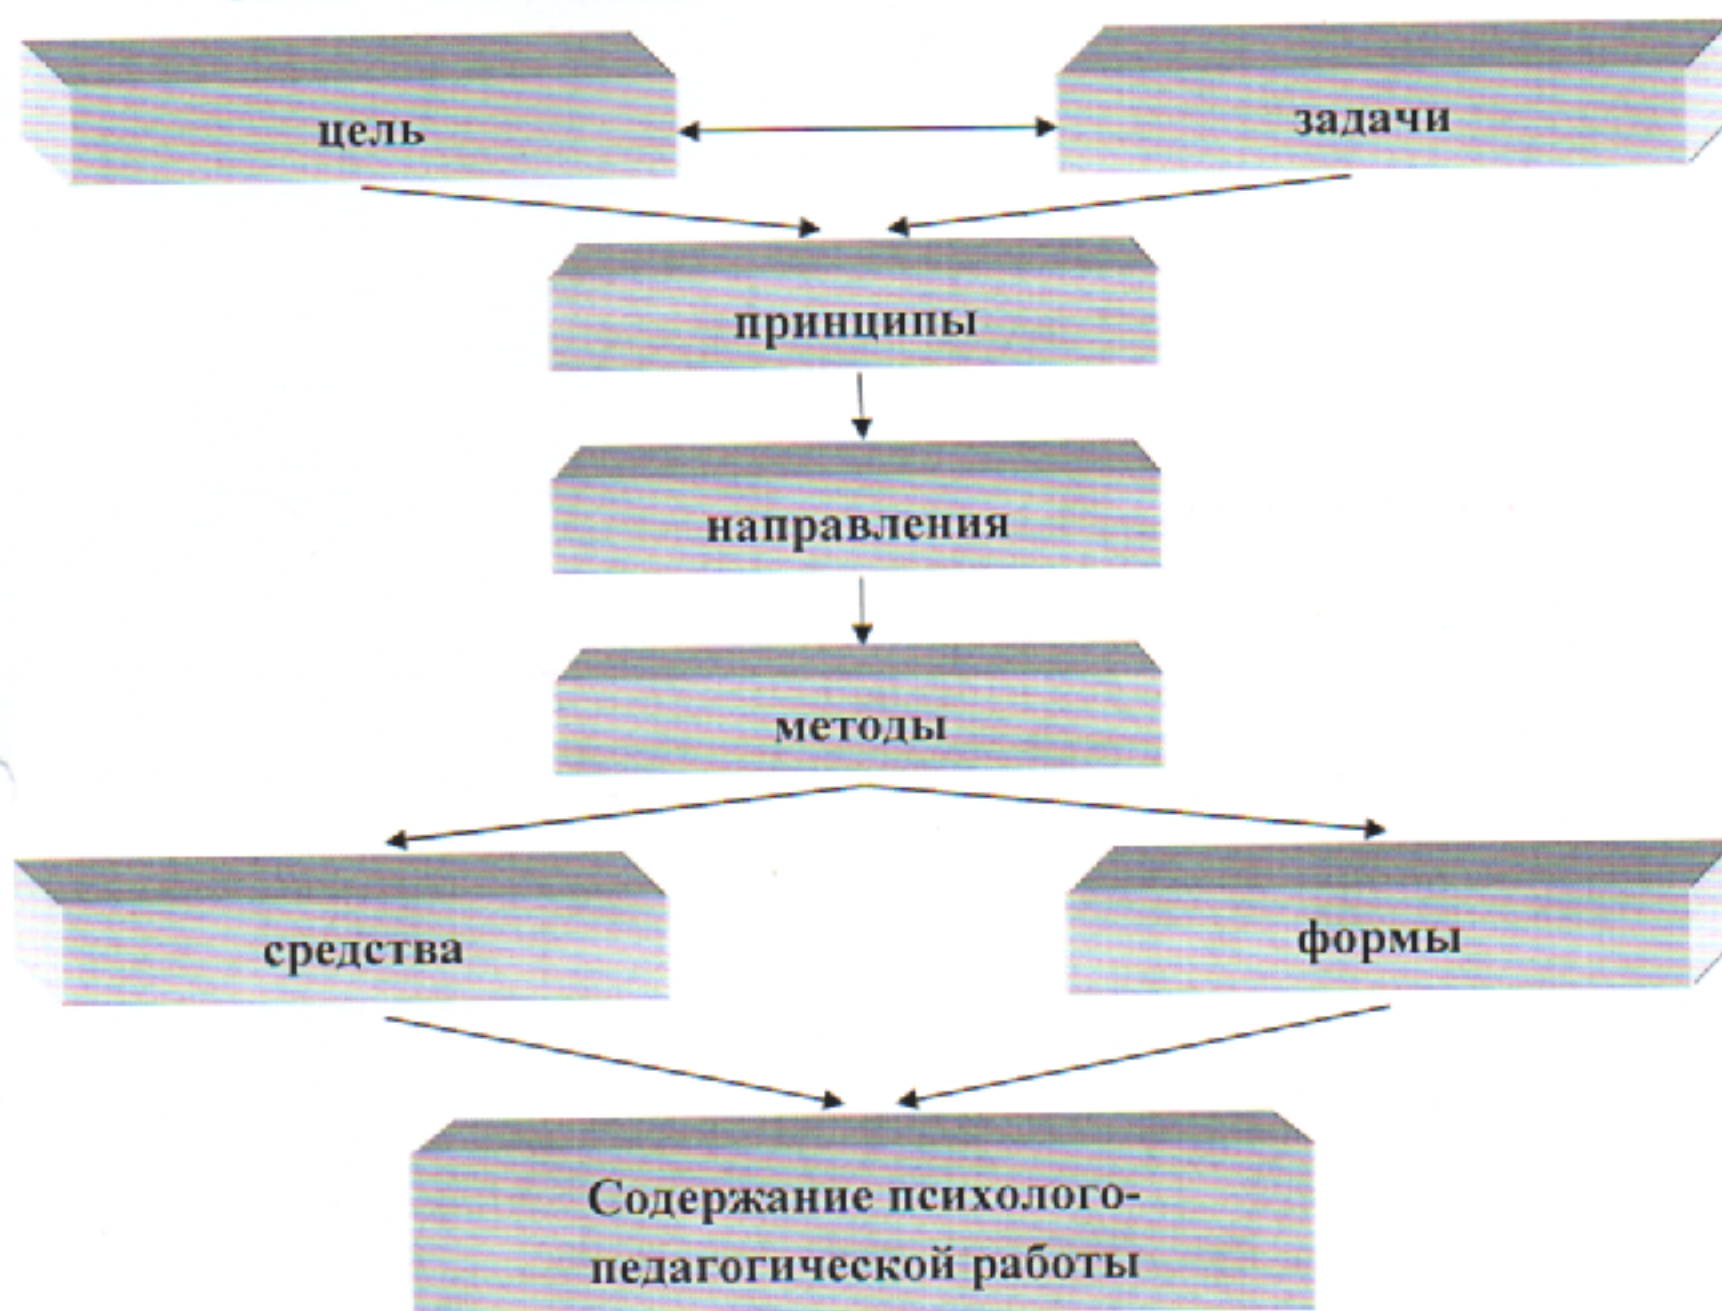 цель
задачи
принципы
направления
методы
средства
формы
Содержание психолого-
педагогической работы